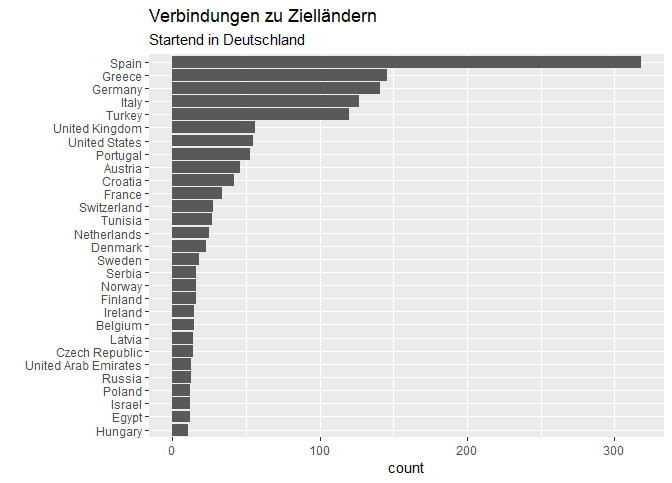 Verbindungen zu Zielländern
Startend in Deutschland
Spain
Greece
Germany
Italy
Turkey
United Kingdom
United States
Portugal
Austria
Croatia
France
Switzerland
Tunisia
Netherlands
Denmark
Sweden
Serbia
Norway
Finland
Ireland
Belgium
Latvia
Czech Republic
United Arab Emirates
Russia
Poland
Israel
Egypt
Hungary
0 100 200 300
count